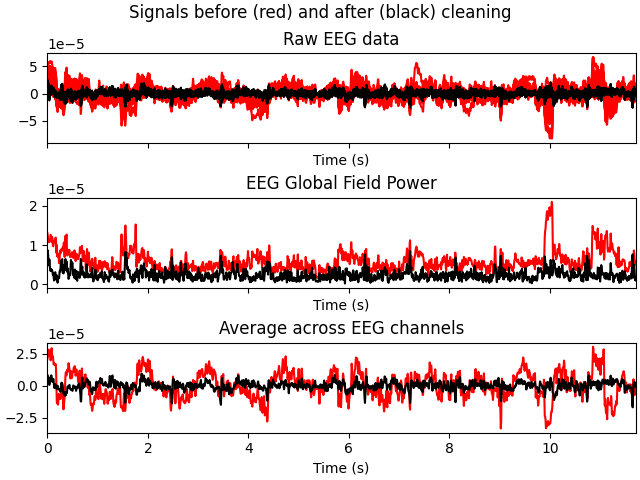 Signals before (red) and after (black) cleaning
Raw EEG data
1e−5
5
0
−5
Time (s)
EEG Global Field Power
1e−5
2
1
0
Time (s)
Average across EEG channels
1e−5
2.5
0.0
−2.5
0 2 4 6 8 10
Time (s)